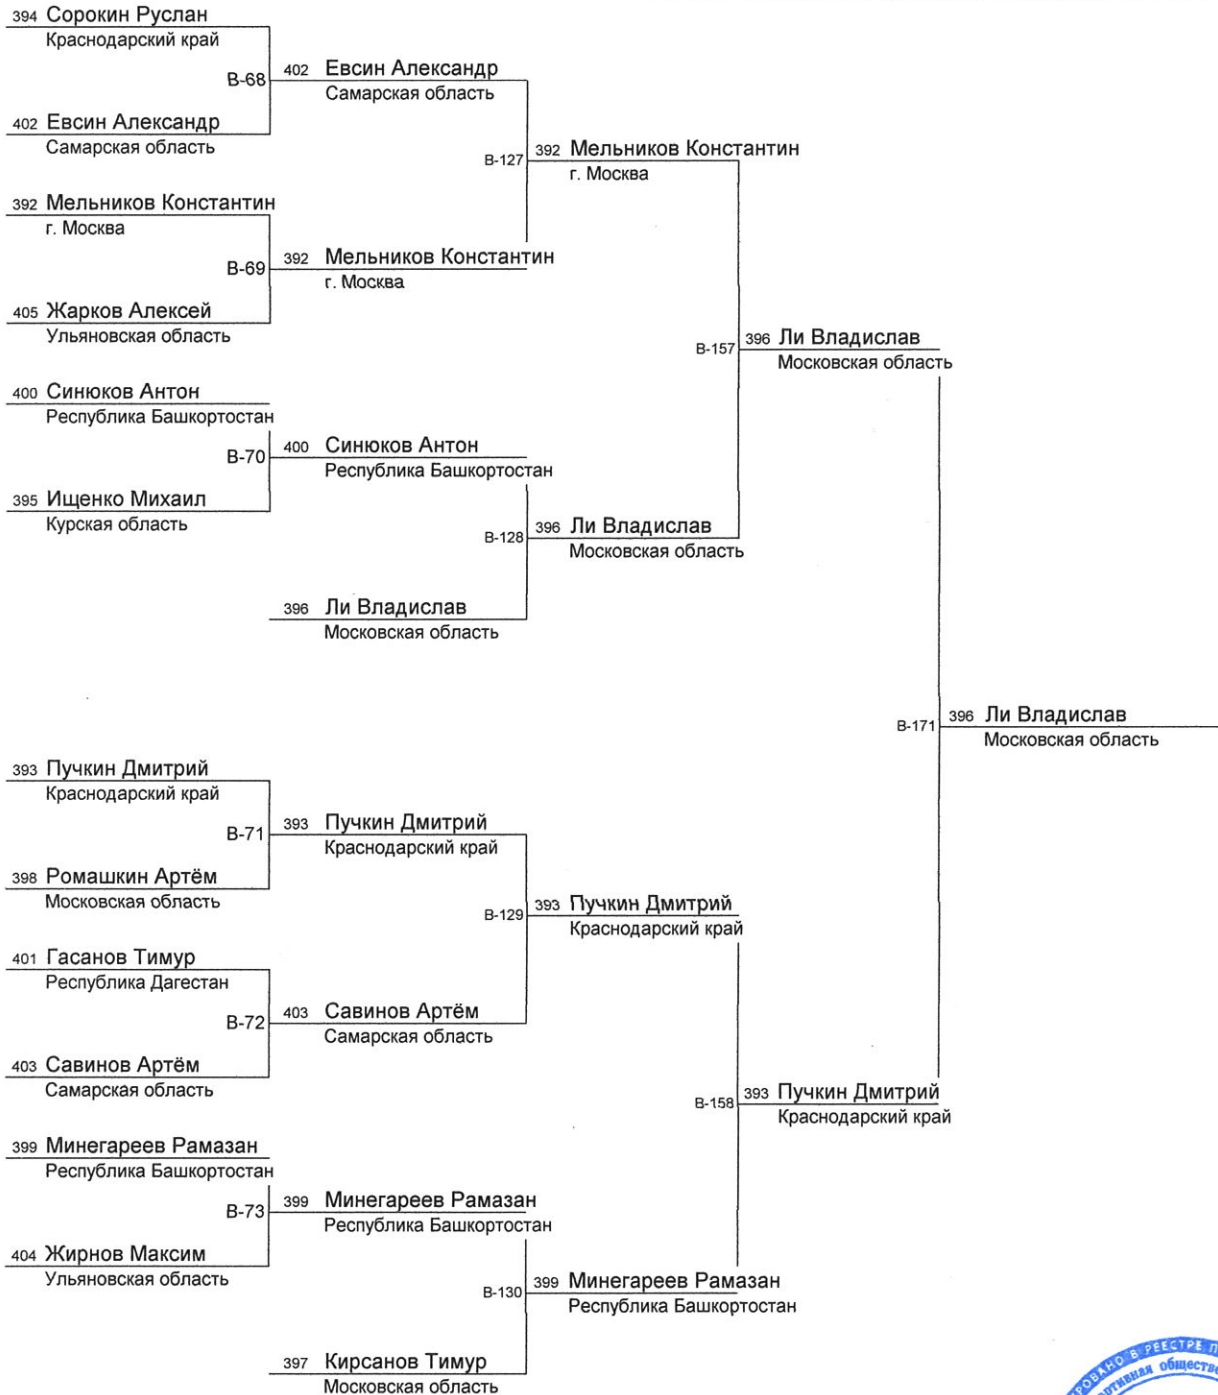 394 Сорокин Руслан
Краснодарский край
B-68
402 Евсин Александр
Самарская область
402 Евсин Александр
Самарская область
B-127
392 Мельников Константин
г. Москва
392 Мельников Константин
г. Москва
B-69
392 Мельников Константин
г. Москва
405 Жарков Алексей
Ульяновская область
B-157
396 Ли Владислав
Московская область
400 Синюков Антон
Республика Башкортостан
B-70
400 Синюков Антон
Республика Башкортостан
395 Ищенко Михаил
Курская область
B-128
396 Ли Владислав
Московская область
396 Ли Владислав
Московская область
B-171
396 Ли Владислав
Московская область
393 Пучкин Дмитрий
Краснодарский край
B-71
393 Пучкин Дмитрий
Краснодарский край
398 Ромашкин Артём
Московская область
B-129
393 Пучкин Дмитрий
Краснодарский край
401 Гасанов Тимур
Республика Дагестан
B-72
403 Савинов Артём
Самарская область
403 Савинов Артём
Самарская область
B-158
393 Пучкин Дмитрий
Краснодарский край
399 Минегареев Рамазан
Республика Башкортостан
B-73
399 Минегареев Рамазан
Республика Башкортостан
404 Жирнов Максим
Ульяновская область
B-130
399 Минегареев Рамазан
Республика Башкортостан
397 Кирсанов Тимур
Московская область
В РЕЕСТРЕ